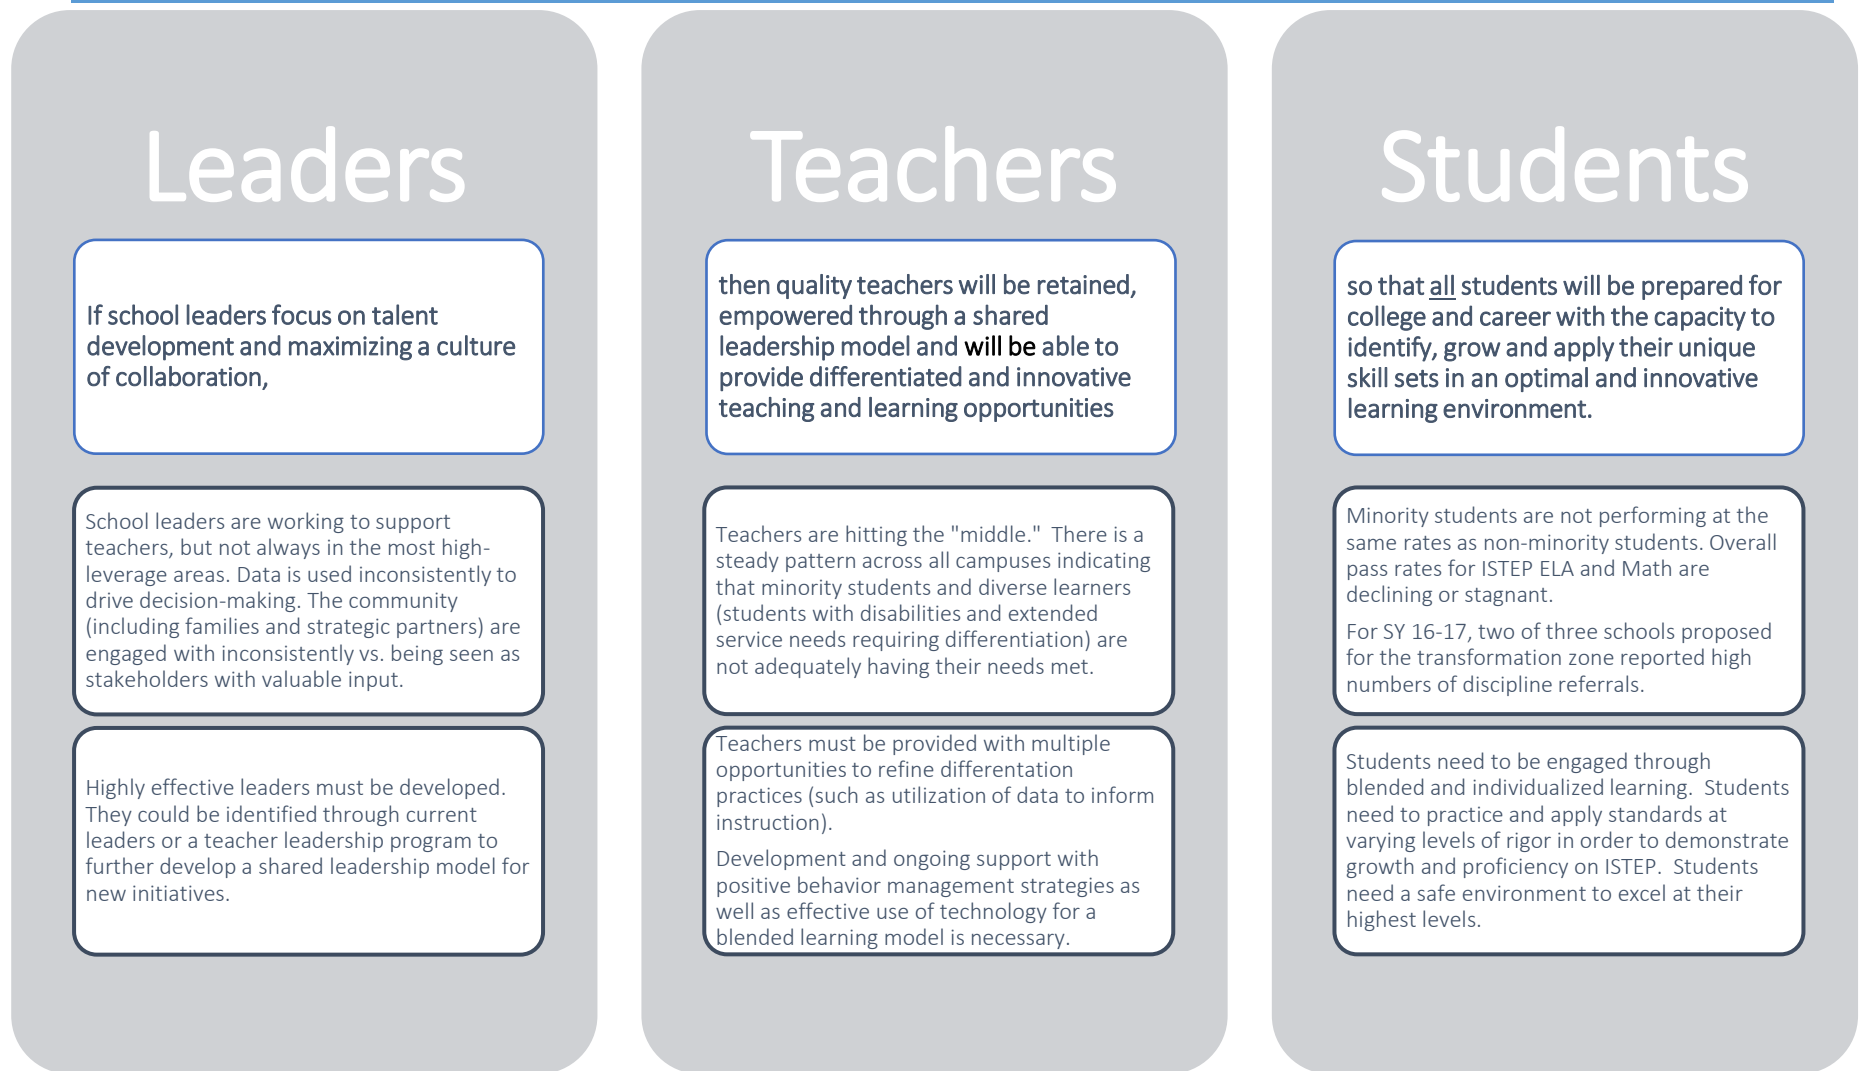 Leaders
If school leaders focus on talent
development and maximizing a culture
of collaboration,
School leaders are working to support
teachers, but not always in the most high-
leverage areas. Data is used inconsistently to
drive decision-making. The community
(including families and strategic partners) are
engaged with inconsistently vs. being seen as
stakeholders with valuable input.
Highly effective leaders must be developed.
They could be identified through current
leaders or a teacher leadership program to
further develop a shared leadership model for
new initiatives.
Teachers
then quality teachers will be retained,
empowered through a shared
leadership model and will be able to
provide differentiated and innovative
teaching and learning opportunities
Teachers are hitting the "middle."  There is a
steady pattern across all campuses indicating
that minority students and diverse learners
(students with disabilities and extended
service needs requiring differentiation) are
not adequately having their needs met.
Teachers must be provided with multiple
opportunities to refine differentation
practices (such as utilization of data to inform
instruction).
Development and ongoing support with
positive behavior management strategies as
well as effective use of technology for a
blended learning model is necessary.
Students
so that all students will be prepared for
college and career with the capacity to
identify, grow and apply their unique
skill sets in an optimal and innovative
learning environment.
Minority students are not performing at the
same rates as non-minority students. Overall
pass rates for ISTEP ELA and Math are
declining or stagnant.
For SY 16-17, two of three schools proposed
for the transformation zone reported high
numbers of discipline referrals.
Students need to be engaged through
blended and individualized learning.  Students
need to practice and apply standards at
varying levels of rigor in order to demonstrate
growth and proficiency on ISTEP.  Students
need a safe environment to excel at their
highest levels.